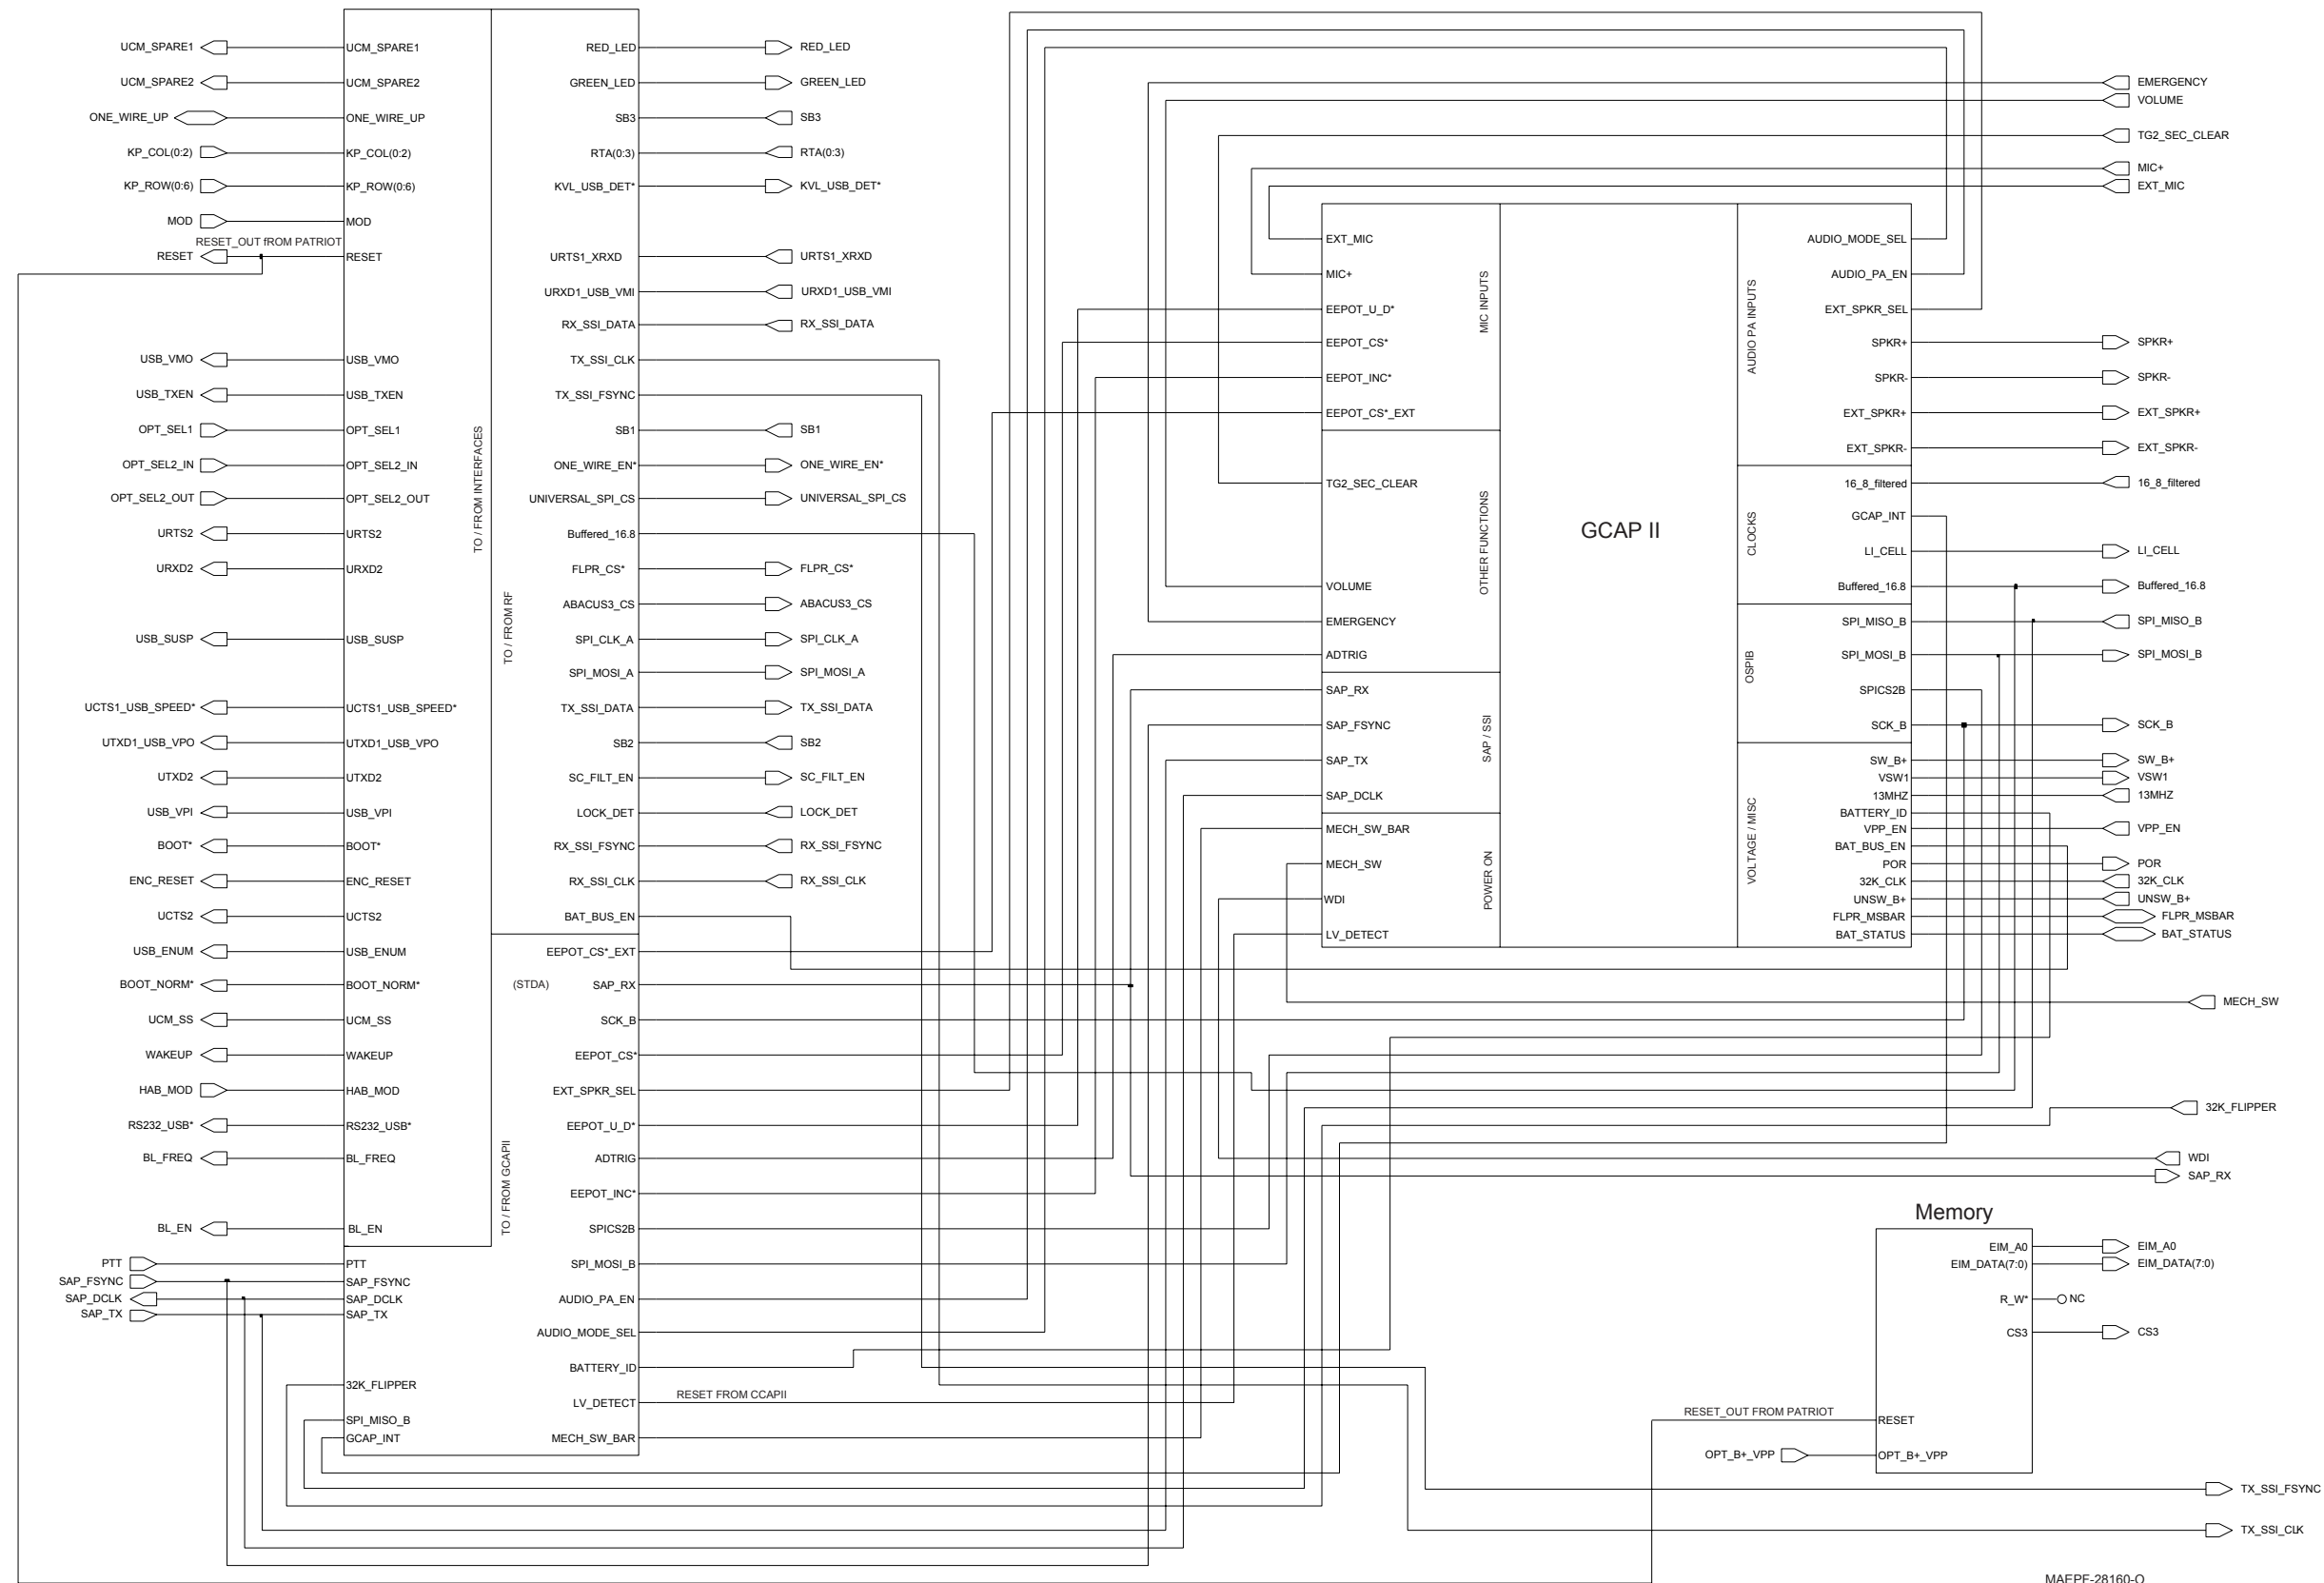 UCM_SPARE1
UCM_SPARE2
ONE_WIRE_UP
KP_COL(0:2)
KP_ROW(0:6)
MOD
RESET_OUT fROM PATRIOT
RESET
USB_VMO
USB_TXEN
OPT_SEL1
OPT_SEL2_IN
OPT_SEL2_OUT
URTS2
URXD2
USB_SUSP
UCTS1_USB_SPEED*
UTXD1_USB_VPO
UTXD2
USB_VPI
BOOT*
ENC_RESET
UCTS2
USB_ENUM
BOOT_NORM*
UCM_SS
WAKEUP
HAB_MOD
RS232_USB*
BL_FREQ
BL_EN
PTT
SAP_FSYNC
SAP_DCLK
SAP_TX
UCM_SPARE1
UCM_SPARE2
ONE_WIRE_UP
KP_COL(0:2)
KP_ROW(0:6)
MOD
RESET
USB_VMO
USB_TXEN
OPT_SEL1
OPT_SEL2_IN
OPT_SEL2_OUT
URTS2
URXD2
USB_SUSP
UCTS1_USB_SPEED*
UTXD1_USB_VPO
UTXD2
USB_VPI
BOOT*
ENC_RESET
UCTS2
USB_ENUM
BOOT_NORM*
UCM_SS
WAKEUP
HAB_MOD
RS232_USB*
BL_FREQ
BL_EN
PTT
SAP_FSYNC
SAP_DCLK
SAP_TX
32K_FLIPPER
SPI_MISO_B
GCAP_INT
TO / FROM INTERFACES
TO / FROM RF
(STDA)
TO / FROM GCAPII
RED_LED
GREEN_LED
SB3
RTA(0:3)
KVL_USB_DET*
URTS1_XRXD
URXD1_USB_VMI
RX_SSI_DATA
TX_SSI_CLK
TX_SSI_FSYNC
SB1
ONE_WIRE_EN*
UNIVERSAL_SPI_CS
Buffered_16.8
FLPR_CS*
ABACUS3_CS
SPI_CLK_A
SPI_MOSI_A
TX_SSI_DATA
SB2
SC_FILT_EN
LOCK_DET
RX_SSI_FSYNC
RX_SSI_CLK
BAT_BUS_EN
EEPOT_CS*_EXT
SAP_RX
SCK_B
EEPOT_CS*
EXT_SPKR_SEL
EEPOT_U_D*
ADTRIG
EEPOT_INC*
SPICS2B
SPI_MOSI_B
AUDIO_PA_EN
AUDIO_MODE_SEL
BATTERY_ID
LV_DETECT
MECH_SW_BAR
RESET FROM CCAPII
RED_LED
GREEN_LED
SB3
RTA(0:3)
KVL_USB_DET*
URTS1_XRXD
URXD1_USB_VMI
RX_SSI_DATA
SB1
ONE_WIRE_EN*
UNIVERSAL_SPI_CS
FLPR_CS*
ABACUS3_CS
SPI_CLK_A
SPI_MOSI_A
TX_SSI_DATA
SB2
SC_FILT_EN
LOCK_DET
RX_SSI_FSYNC
RX_SSI_CLK
EXT_MIC
MIC+
EEPOT_U_D*
EEPOT_CS*
EEPOT_INC*
EEPOT_CS*_EXT
TG2_SEC_CLEAR
VOLUME
EMERGENCY
ADTRIG
SAP_RX
SAP_FSYNC
SAP_TX
SAP_DCLK
MECH_SW_BAR
MECH_SW
WDI
LV_DETECT
MIC INPUTS
OTHER FUNCTIONS
SAP / SSI
POWER ON
GCAP II
AUDIO PA INPUTS
CLOCKS
OSPIB
VOLTAGE / MISC
AUDIO_MODE_SEL
AUDIO_PA_EN
EXT_SPKR_SEL
SPKR+
SPKR-
EXT_SPKR+
EXT_SPKR-
16_8_filtered
GCAP_INT
LI_CELL
Buffered_16.8
SPI_MISO_B
SPI_MOSI_B
SPICS2B
SCK_B
SW_B+
VSW1
13MHZ
BATTERY_ID
VPP_EN
BAT_BUS_EN
POR
32K_CLK
UNSW_B+
FLPR_MSBAR
BAT_STATUS
EMERGENCY
VOLUME
TG2_SEC_CLEAR
MIC+
EXT_MIC
SPKR+
SPKR-
EXT_SPKR+
EXT_SPKR-
16_8_filtered
LI_CELL
Buffered_16.8
SPI_MISO_B
SPI_MOSI_B
SCK_B
SW_B+
VSW1
13MHZ
VPP_EN
POR
32K_CLK
UNSW_B+
FLPR_MSBAR
BAT_STATUS
MECH_SW
32K_FLIPPER
WDI
SAP_RX
Memory
EIM_A0
EIM_DATA(7:0)
R_W*
CS3
RESET
OPT_B+_VPP
EIM_A0
EIM_DATA(7:0)
NC
CS3
RESET_OUT FROM PATRIOT
OPT_B+_VPP
TX_SSI_FSYNC
TX_SSI_CLK
MAEPF-28160-O